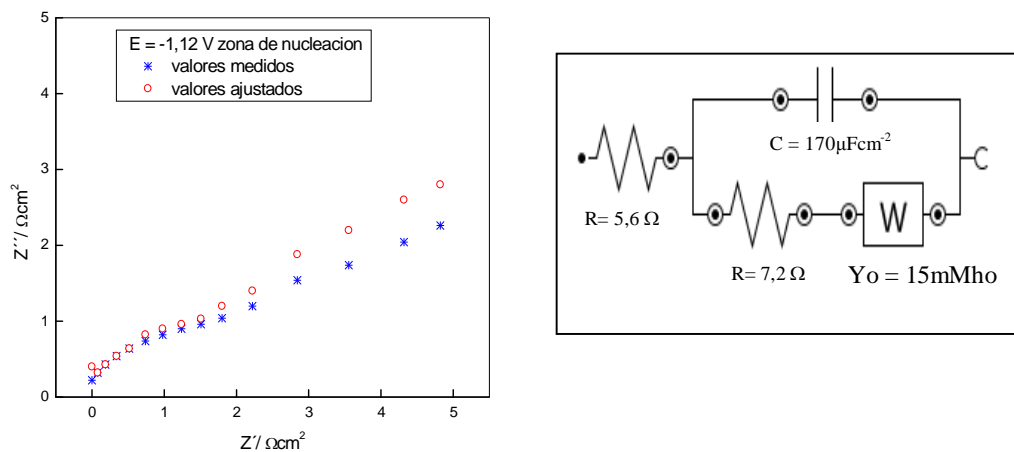 5
4
3
2
1
0
0 1 2 3 4 5
Z´´/ Ωcm²
Z´/ Ωcm²
E = -1,12 V zona de nucleacion
valores medidos
valores ajustados
C = 170µFcm⁻²
R= 5,6 Ω
W
R= 7,2 Ω
Yo = 15mMho